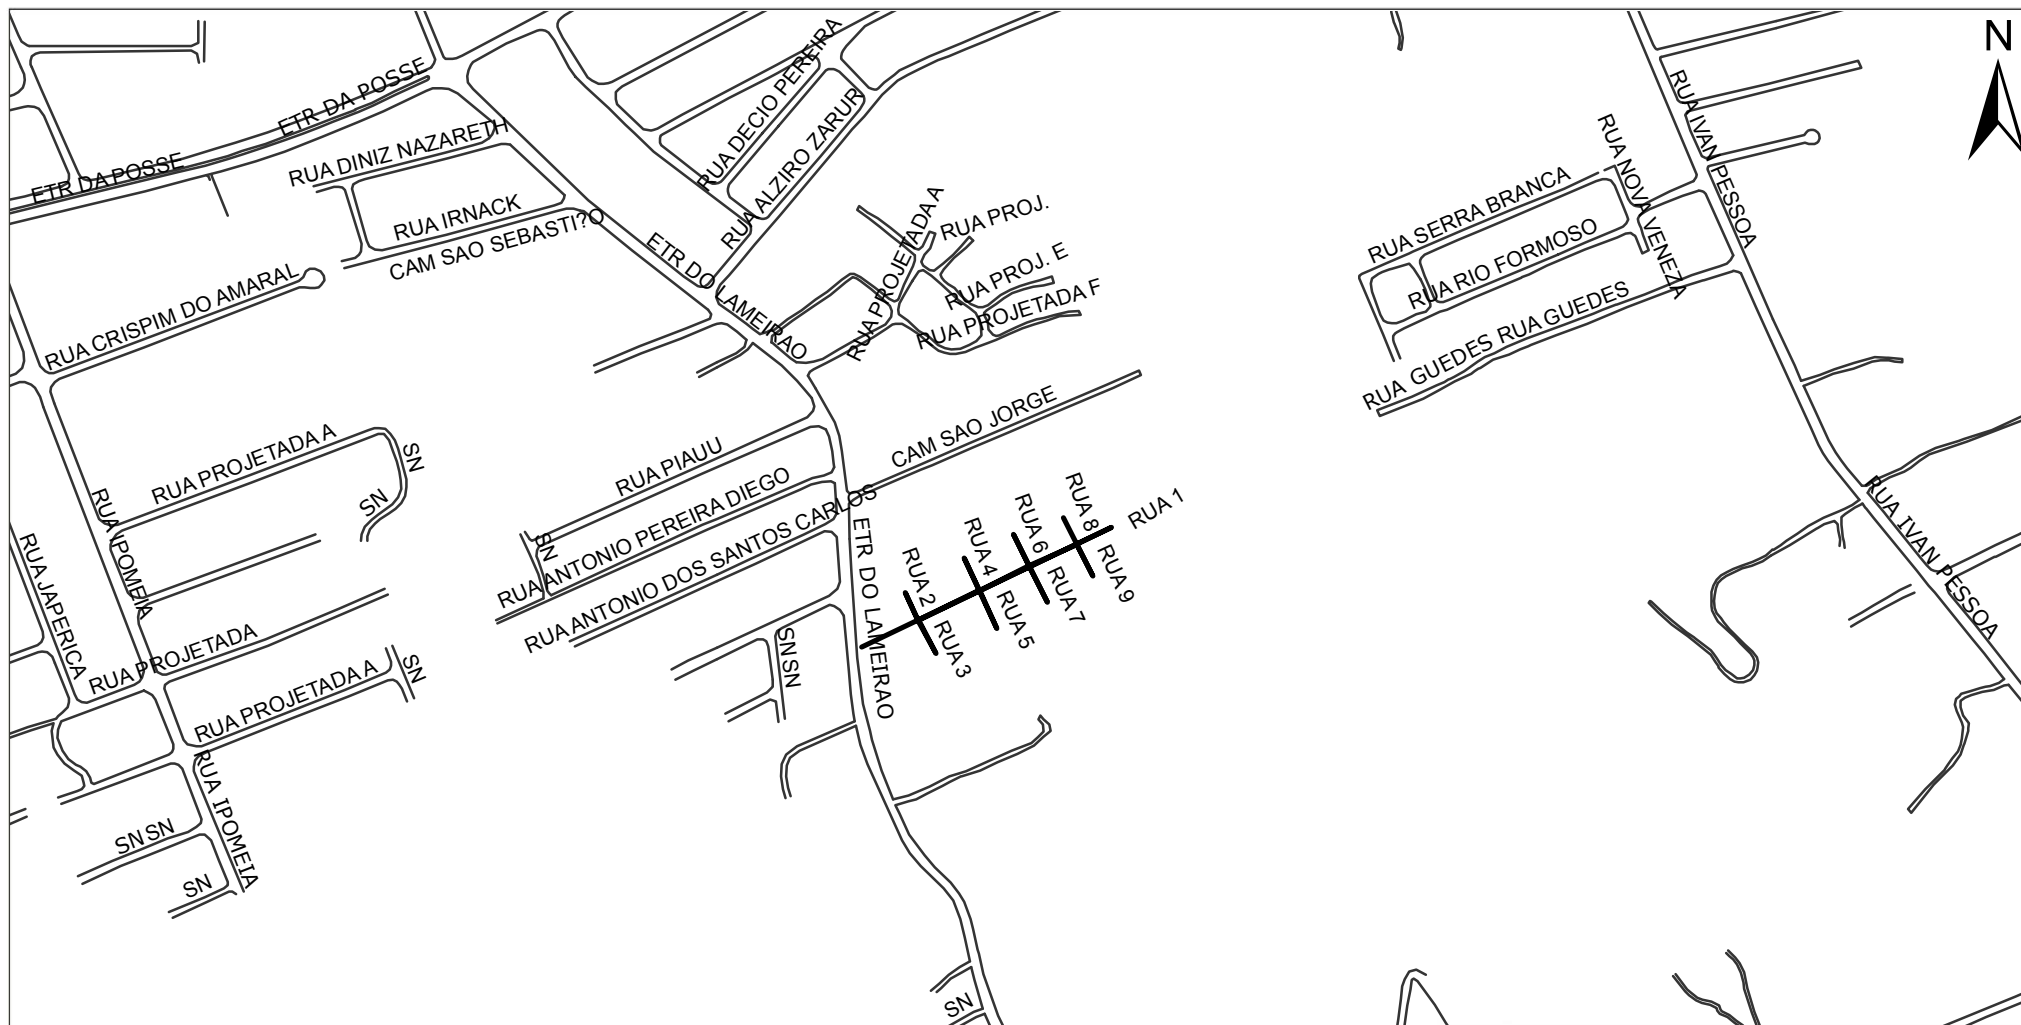 N
ETR DA POSSE
ETR DA POSSE
RUA DINIZ NAZARETH
RUA IRNACK
CAM SAO SEBASTI?O
RUA DECIO PEREIRA
RUA ALZIRO ZARUR
ETR DO LAMEIRAO
RUA CRISPIM DO AMARAL
RUA PROJETADA A
RUA PROJ.
RUA PROJ. E
RUA PROJETADA F
RUA IVAN PESSOA
RUA NOVA VENEZA
RUA SERRA BRANCA
RUA RIO FORMOSO
RUA GUEDES RUA GUEDES
CAM SAO JORGE
RUA PROJETADA A
SN
SN
RUA PIAUU
RUA ANTONIO PEREIRA DIEGO
RUA ANTONIO DOS SANTOS CARLOS
SN
RUA IPOMEIA
RUA JAPERICA
RUA 1
RUA 2
RUA 3
RUA 4
RUA 5
RUA 6
RUA 7
RUA 8
RUA 9
ETR DO LAMEIRAO
RUA IVAN PESSOA
RUA PROJETADA
RUA PROJETADA A
SN
SN SN
RUA IPOMEIA
SN SN
SN
SN